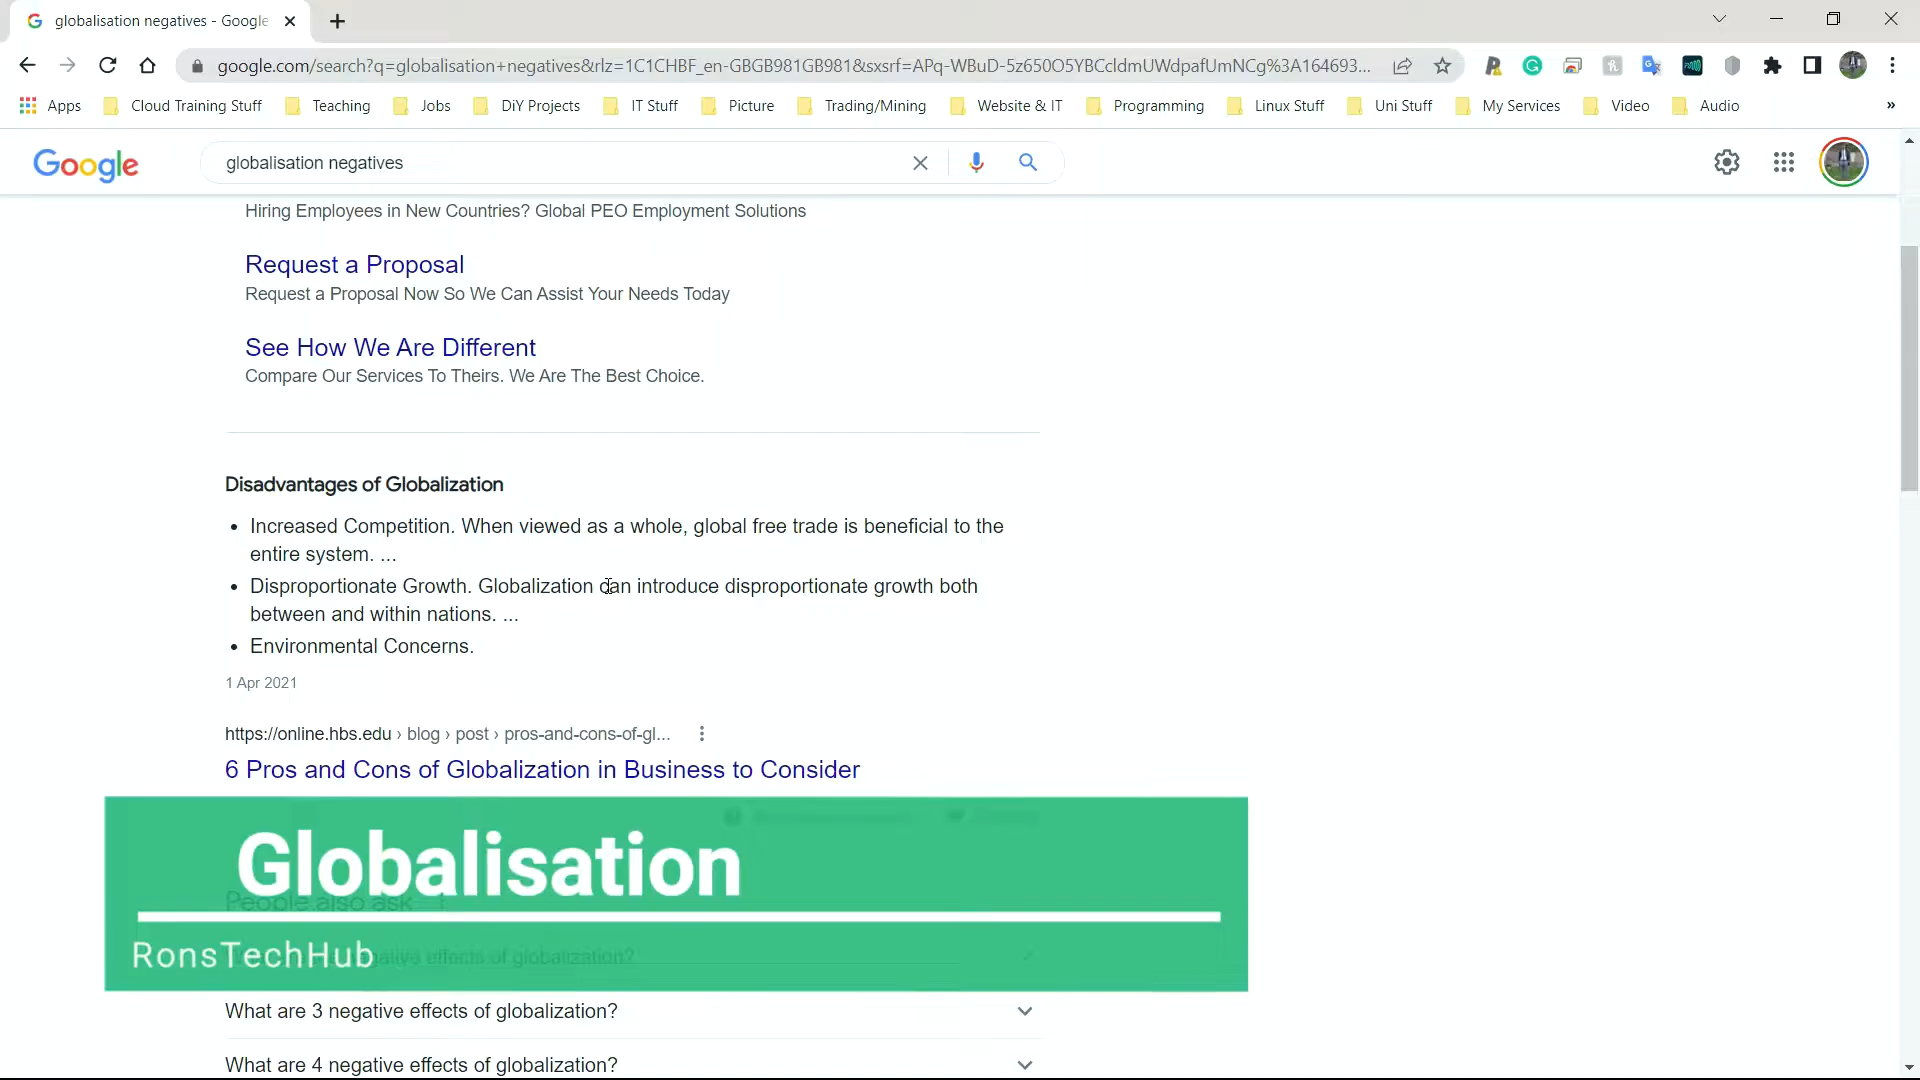 globalisation negatives - Google
google.com/search?q=globalisation+negatives&rlz=1C1CHBF_en-GBGB981GB981&sxsrf=APq-WBuD-5z650O5YBCcldmUWdpafUmNCg%3A164693...
Apps Cloud Training Stuff Teaching Jobs DiY Projects IT Stuff Picture Trading/Mining Website & IT Programming Linux Stuff Uni Stuff My Services Video Audio »
Google globalisation negatives
Hiring Employees in New Countries? Global PEO Employment Solutions
Request a Proposal
Request a Proposal Now So We Can Assist Your Needs Today
See How We Are Different
Compare Our Services To Theirs. We Are The Best Choice.
Disadvantages of Globalization
• Increased Competition. When viewed as a whole, global free trade is beneficial to the
entire system. ...
• Disproportionate Growth. Globalization can introduce disproportionate growth both
between and within nations. ...
• Environmental Concerns.
1 Apr 2021
https://online.hbs.edu › blog › post › pros-and-cons-of-gl...
6 Pros and Cons of Globalization in Business to Consider
Globalisation
People also ask
RonsTechHub
negative effects of globalization?
What are 3 negative effects of globalization?
What are 4 negative effects of globalization?